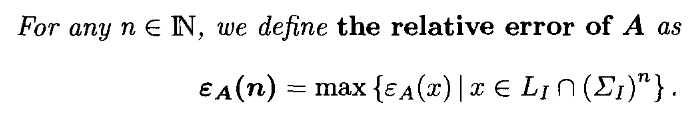 For any n ∈ ℕ, we define the relative error of A as
ε_A(n) = max {ε_A(x) | x ∈ L_I ∩ (Σ_I)^n} .